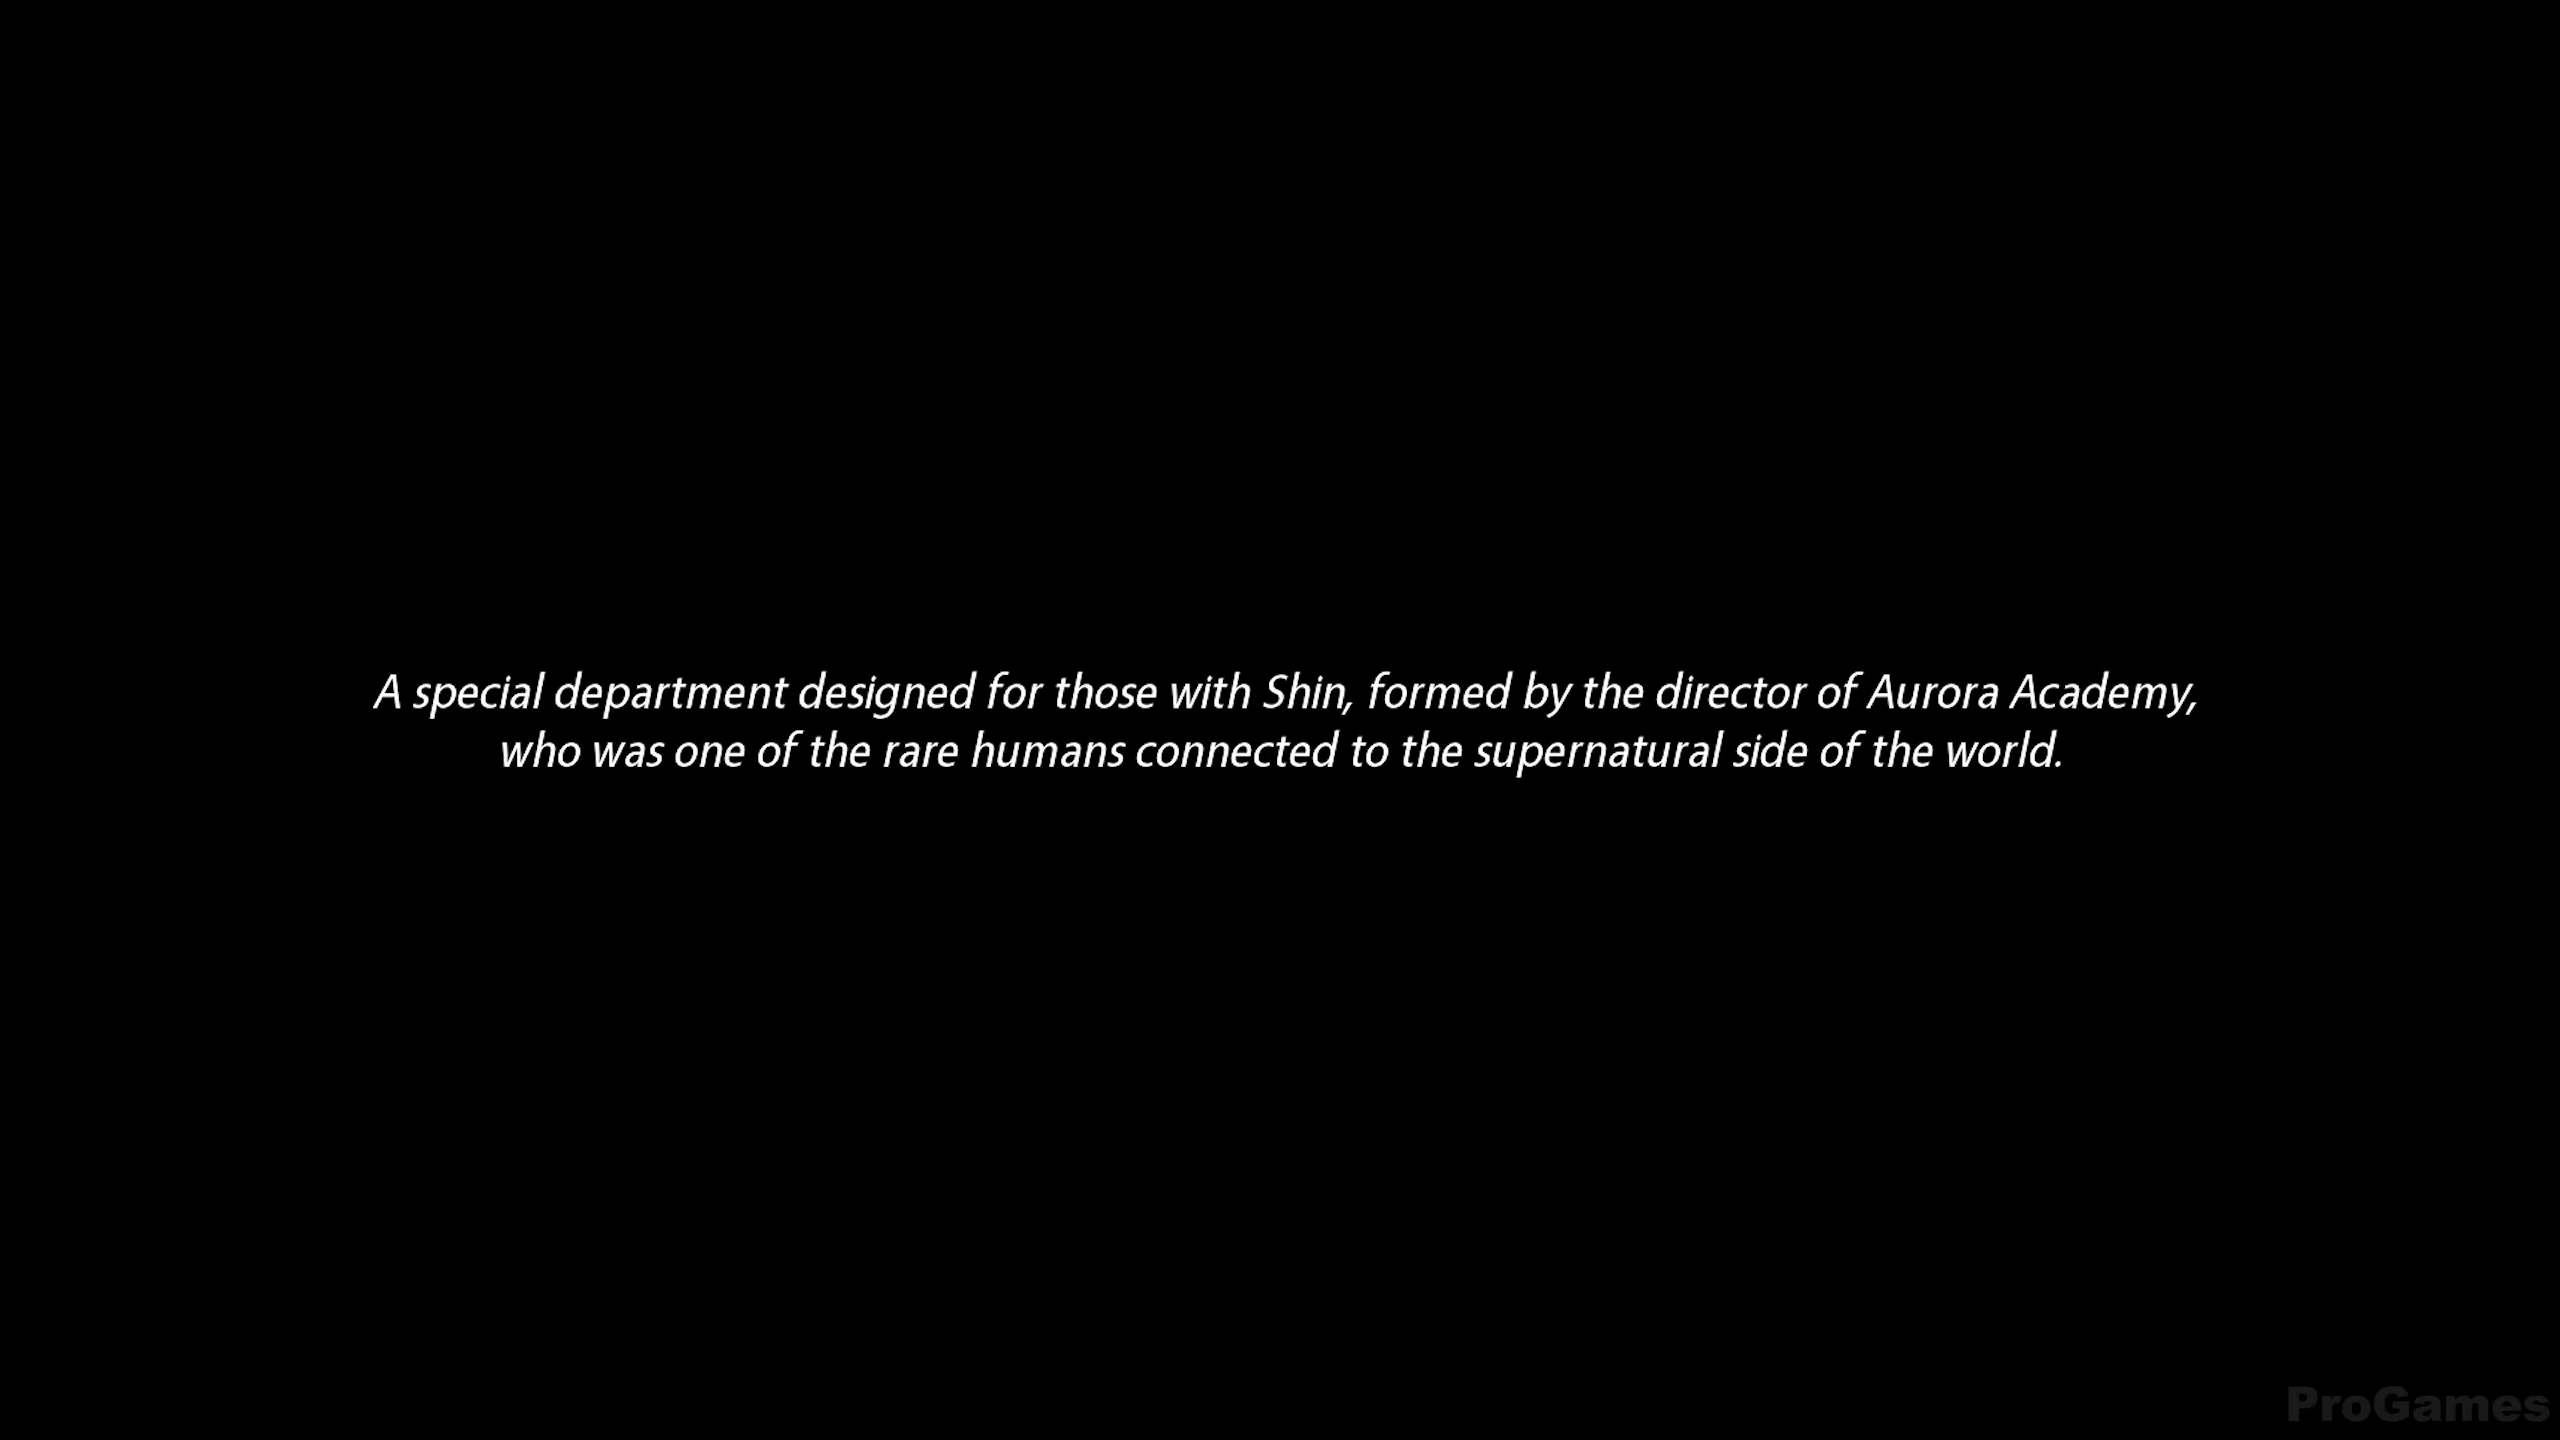 A special department designed for those with Shin, formed by the director of Aurora Academy,
who was one of the rare humans connected to the supernatural side of the world.
ProGames